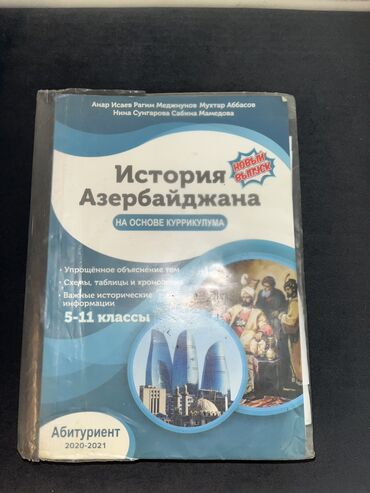 Анар Исаев Рагим Меджнунов Мухтар Аббасов
Нина Сунгарова Сабина Мамедова
НОВЫЙ
ВЫПУСК
История
Азербайджана
НА ОСНОВЕ КУРРИКУЛУМА
• Упрощённое объяснение тем
• Схемы, таблицы и хронология
• Важные исторические
информации
5-11 классы
Абитуриент
2020-2021